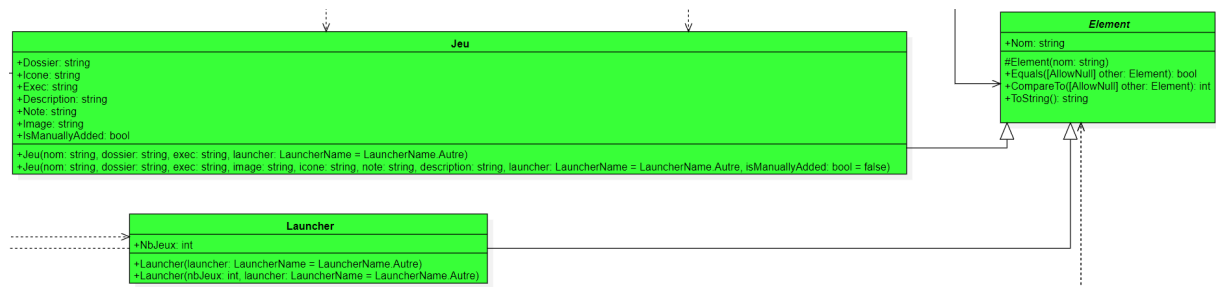 Jeu
+Dossier: string
+Icone: string
+Exec: string
+Description: string
+Note: string
+Image: string
+IsManuallyAdded: bool
+Jeu(nom: string, dossier: string, exec: string, launcher: LauncherName = LauncherName.Autre)
+Jeu(nom: string, dossier: string, exec: string, image: string, icone: string, note: string, description: string, launcher: LauncherName = LauncherName.Autre, isManuallyAdded: bool = false)
Element
+Nom: string
#Element(nom: string)
+Equals([AllowNull] other: Element): bool
+CompareTo([AllowNull] other: Element): int
+ToString(): string
Launcher
+NbJeux: int
+Launcher(launcher: LauncherName = LauncherName.Autre)
+Launcher(nbJeux: int, launcher: LauncherName = LauncherName.Autre)